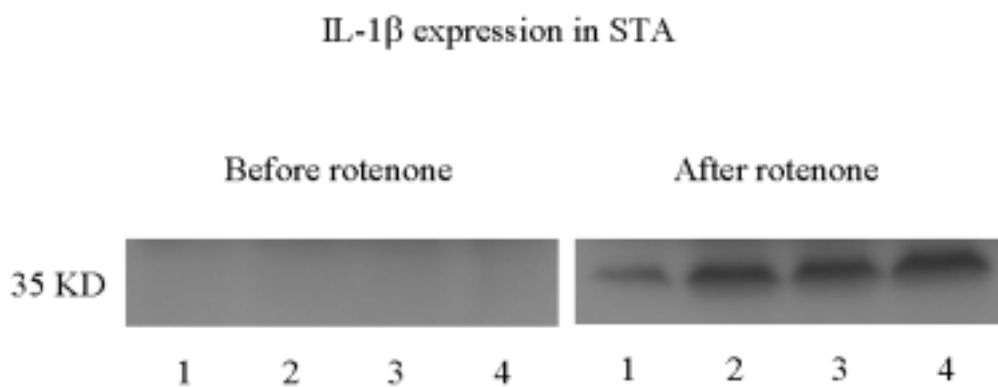 IL-1β expression in STA
Before rotenone After rotenone
35 KD
1 2 3 4 1 2 3 4